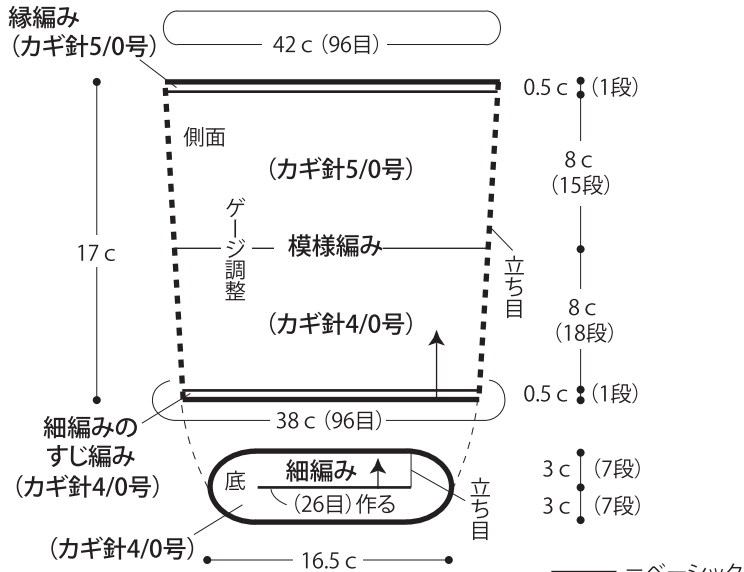 縁編み
(カギ針5/0号)
42 c (96目)
0.5 c (1段)
側面
(カギ針5/0号)
8 c
(15段)
ゲージ調整
模様編み
17 c
立ち目
(カギ針4/0号)
8 c
(18段)
0.5 c (1段)
38 c (96目)
細編みの
すじ編み
(カギ針4/0号)
底
細編み
(26目)作る
立ち目
3 c (7段)
3 c (7段)
(カギ針4/0号)
16.5 c